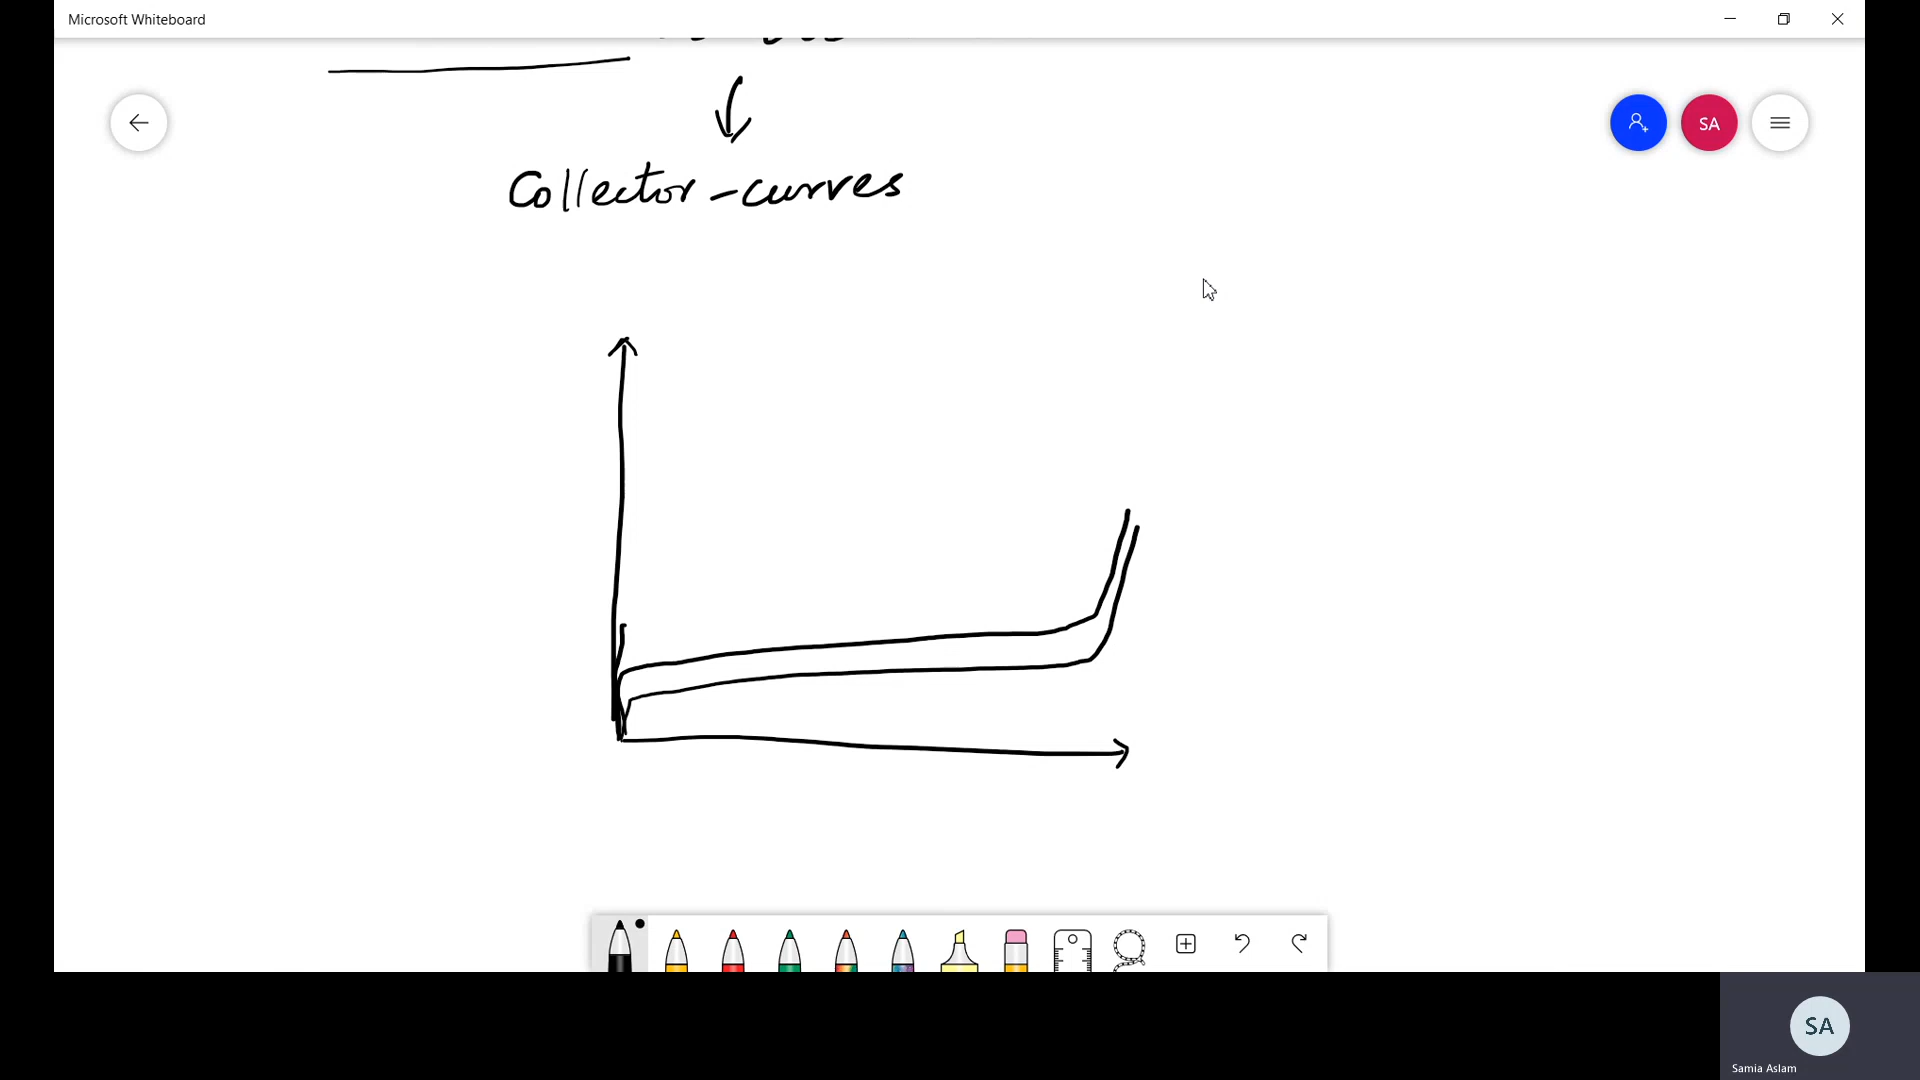 Microsoft Whiteboard
Collector-curves
SA
SA
Samia Aslam